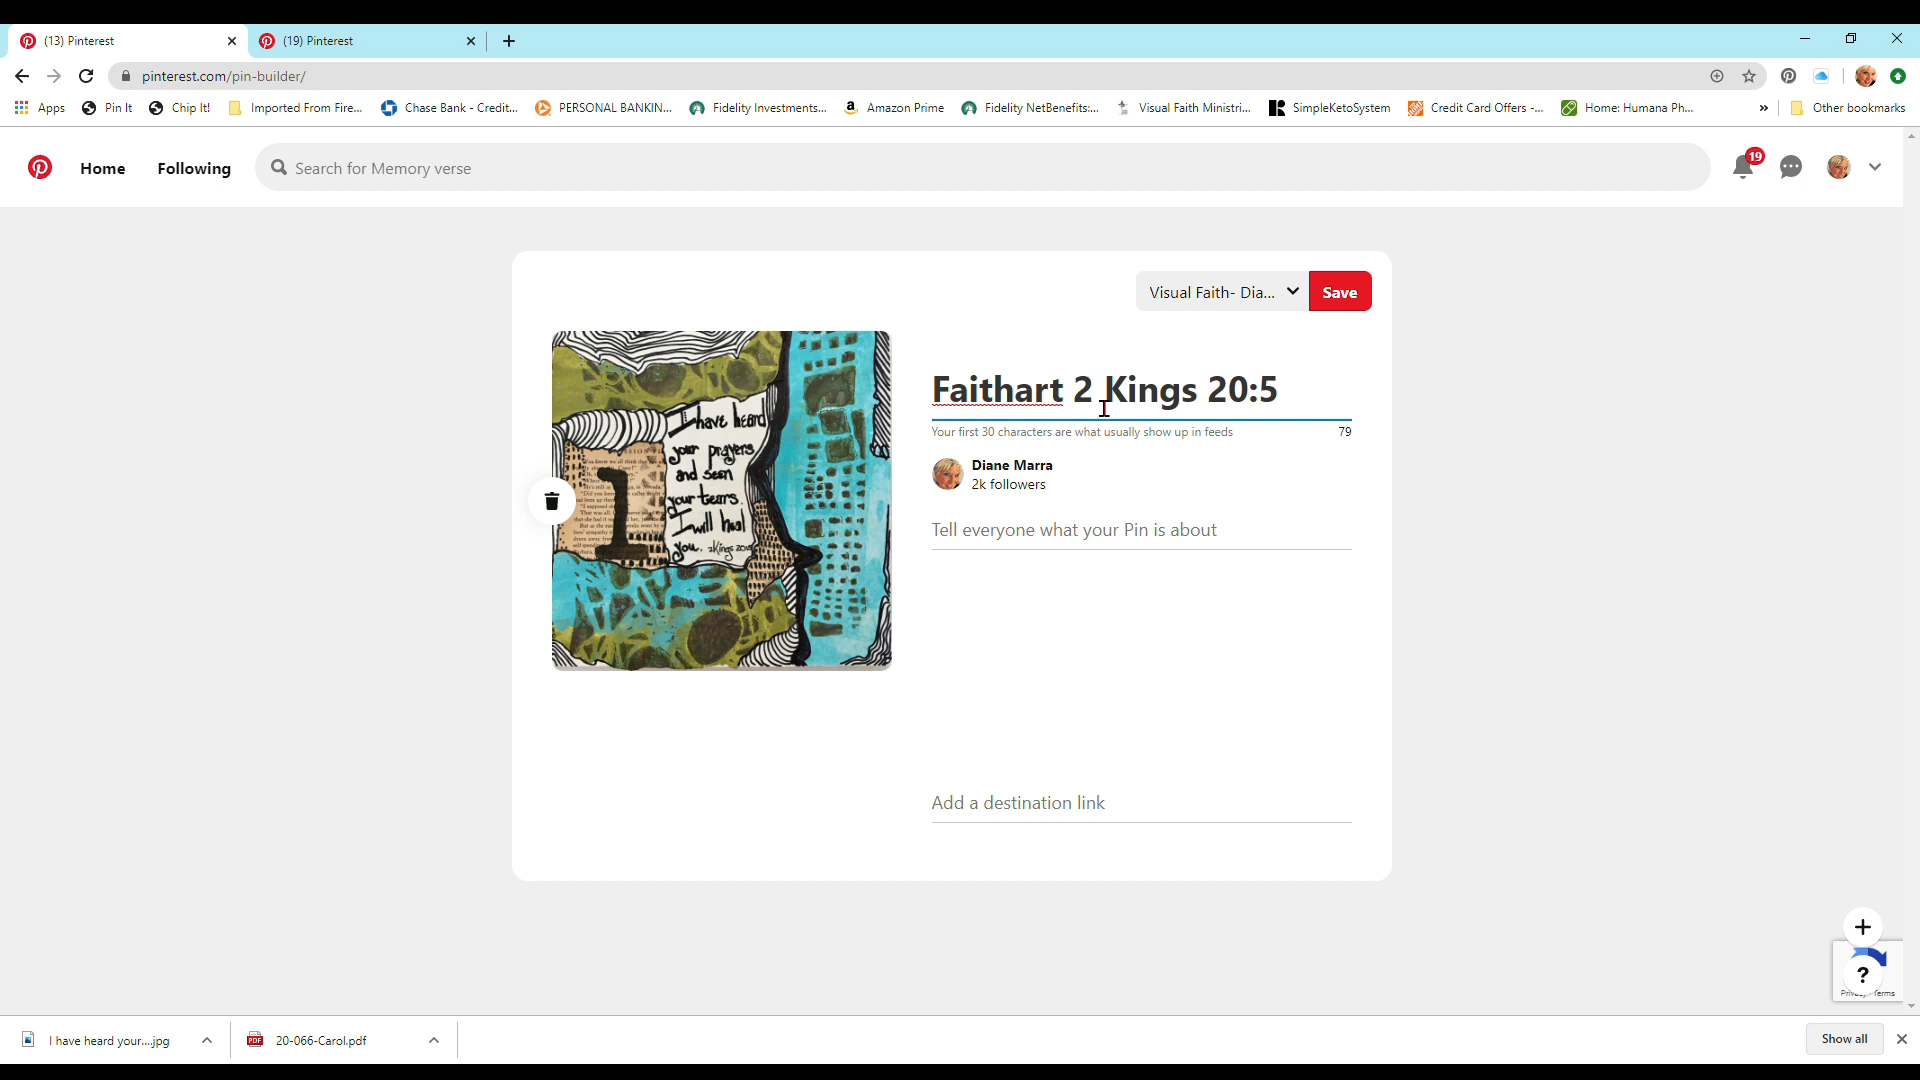 (13) Pinterest
(19) Pinterest
pinterest.com/pin-builder/
Apps Pin It Chip It! Imported From Fire... Chase Bank - Credit... PERSONAL BANKIN... Fidelity Investments... Amazon Prime Fidelity NetBenefits:... Visual Faith Ministri... SimpleKetoSystem Credit Card Offers -... Home: Humana Ph... » Other bookmarks
Home Following Search for Memory verse 19
Visual Faith- Dia... Save
Faithart 2 Kings 20:5
Your first 30 characters are what usually show up in feeds 79
Diane Marra
2k followers
Tell everyone what your Pin is about
Add a destination link
I have heard
your prayers
and seen
your tears.
I will heal
you. 2Kings 20:5
Terms
I have heard your....jpg
PDF 20-066-Carol.pdf
Show all